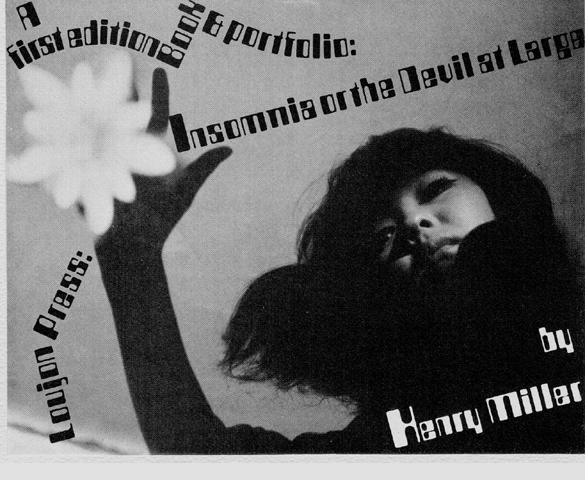 A
first edition Book & portfolio:
Insomnia or the Devil at Large
Loujon Press:
by
Henry Miller